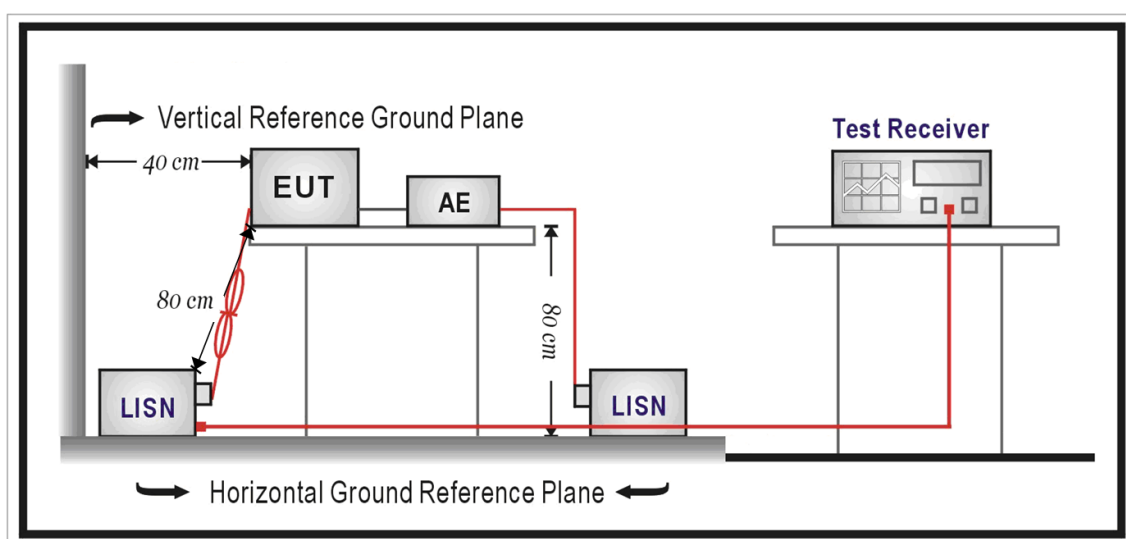 Vertical Reference Ground Plane
Test Receiver
40 cm
EUT
AE
80 cm
80 cm
LISN
LISN
Horizontal Ground Reference Plane